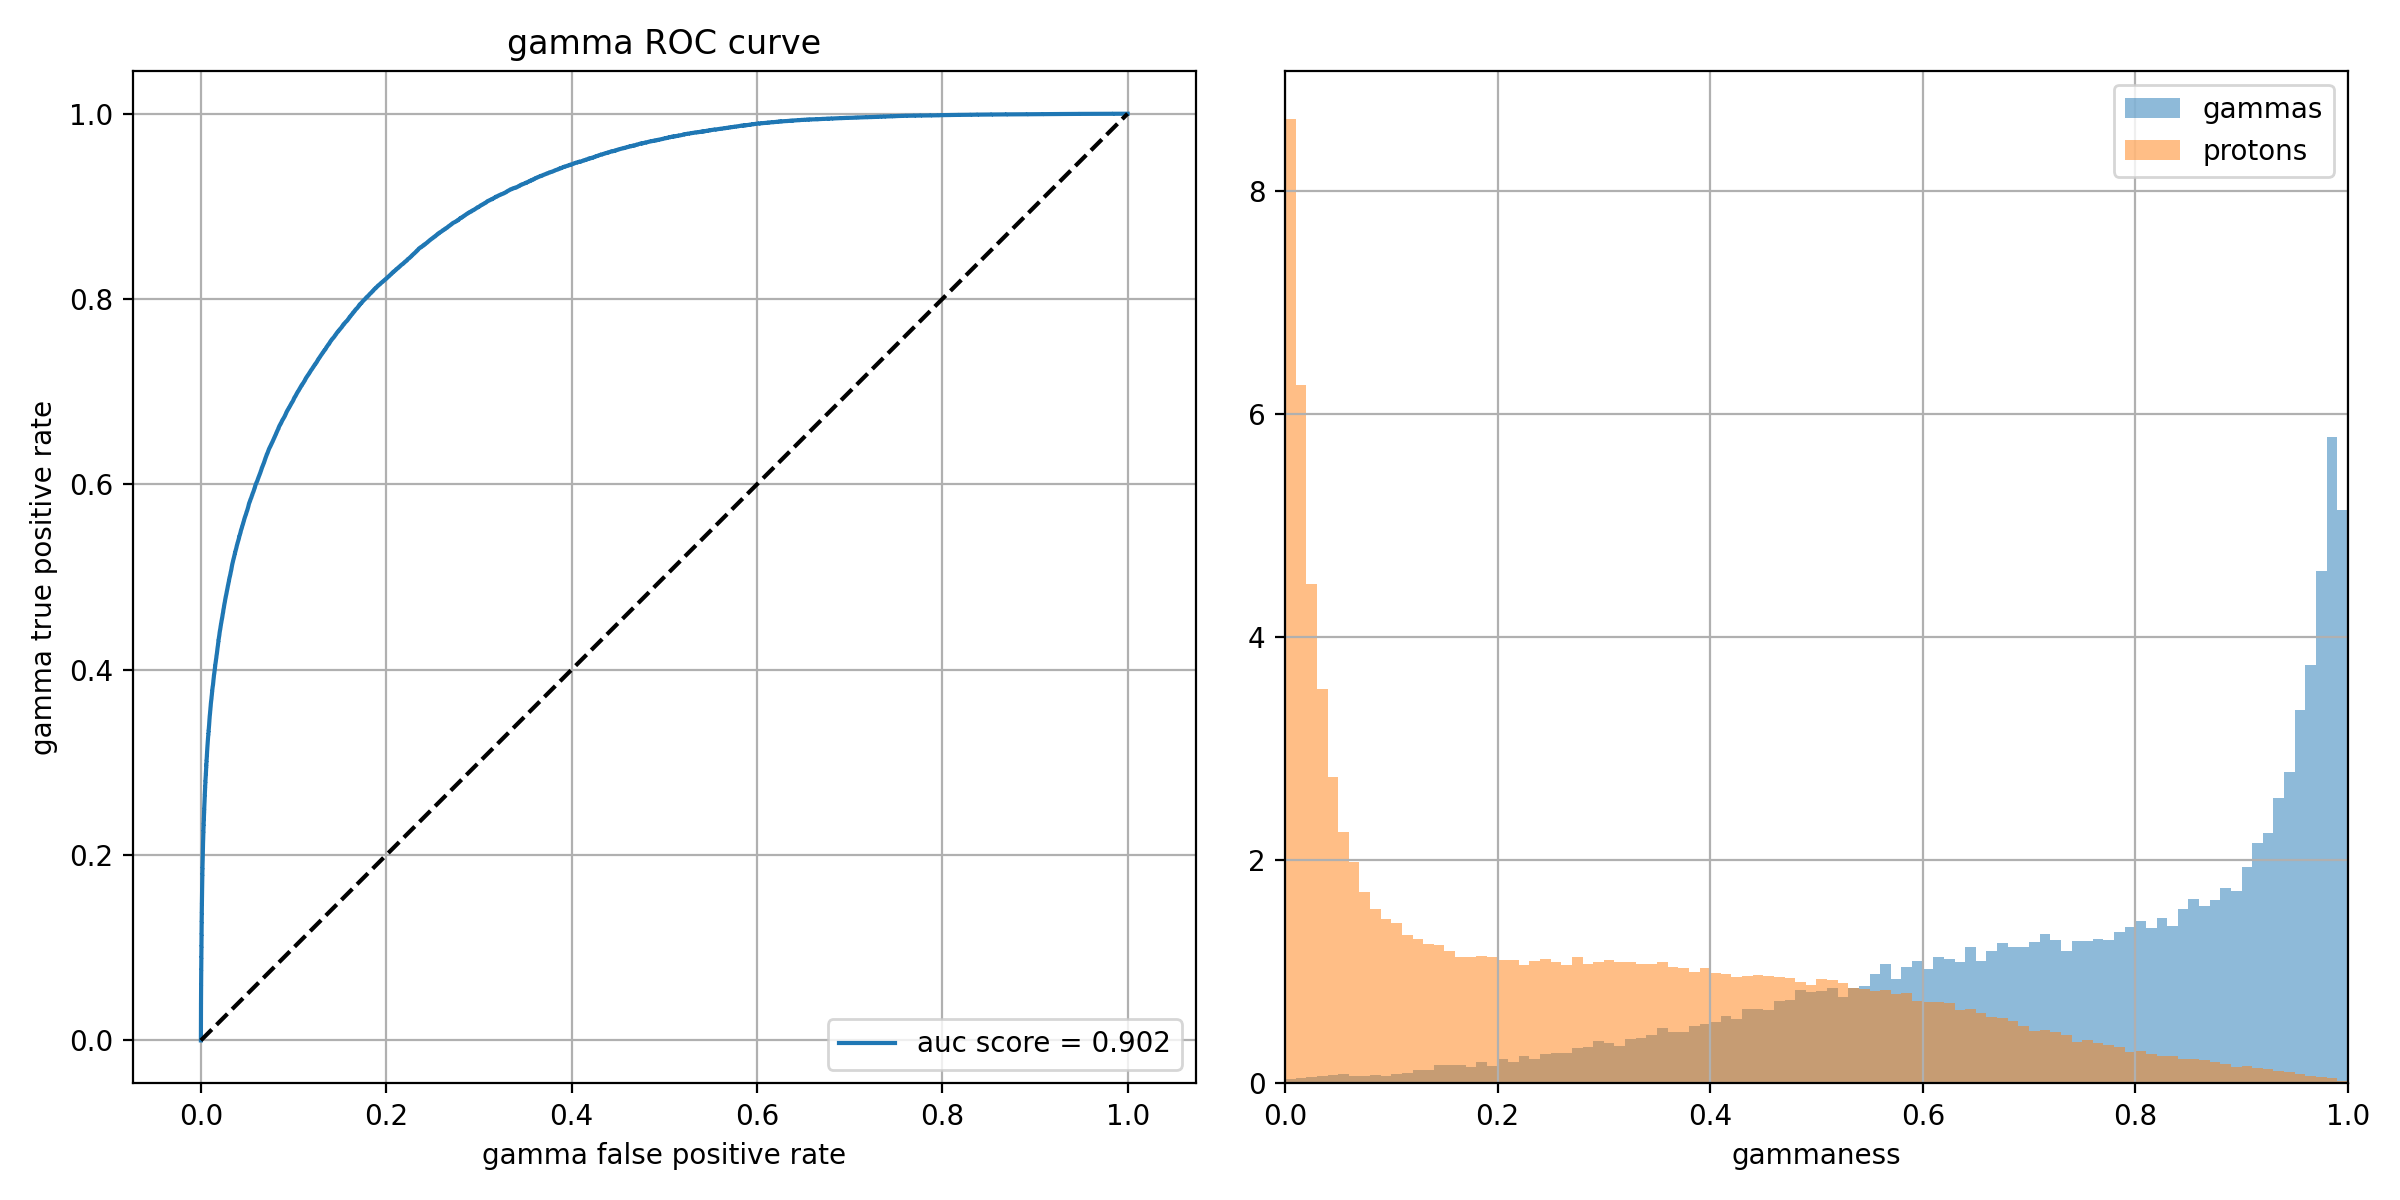 gamma ROC curve
1.0
0.8
0.6
0.4
0.2
0.0
gamma true positive rate
0.0 0.2 0.4 0.6 0.8 1.0
gamma false positive rate
auc score = 0.902
8
6
4
2
0
0.0 0.2 0.4 0.6 0.8 1.0
gammaness
gammas
protons